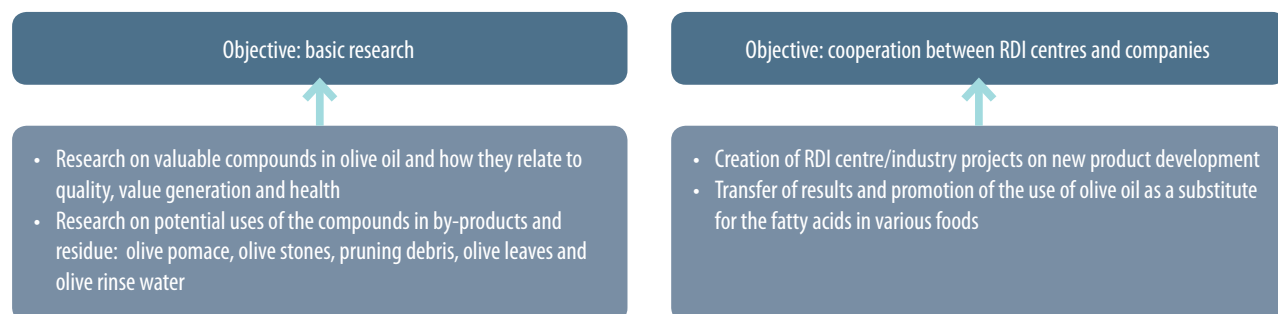 Objective: basic research
• Research on valuable compounds in olive oil and how they relate to
quality, value generation and health
• Research on potential uses of the compounds in by-products and
residue: olive pomace, olive stones, pruning debris, olive leaves and
olive rinse water
Objective: cooperation between RDI centres and companies
• Creation of RDI centre/industry projects on new product development
• Transfer of results and promotion of the use of olive oil as a substitute
for the fatty acids in various foods